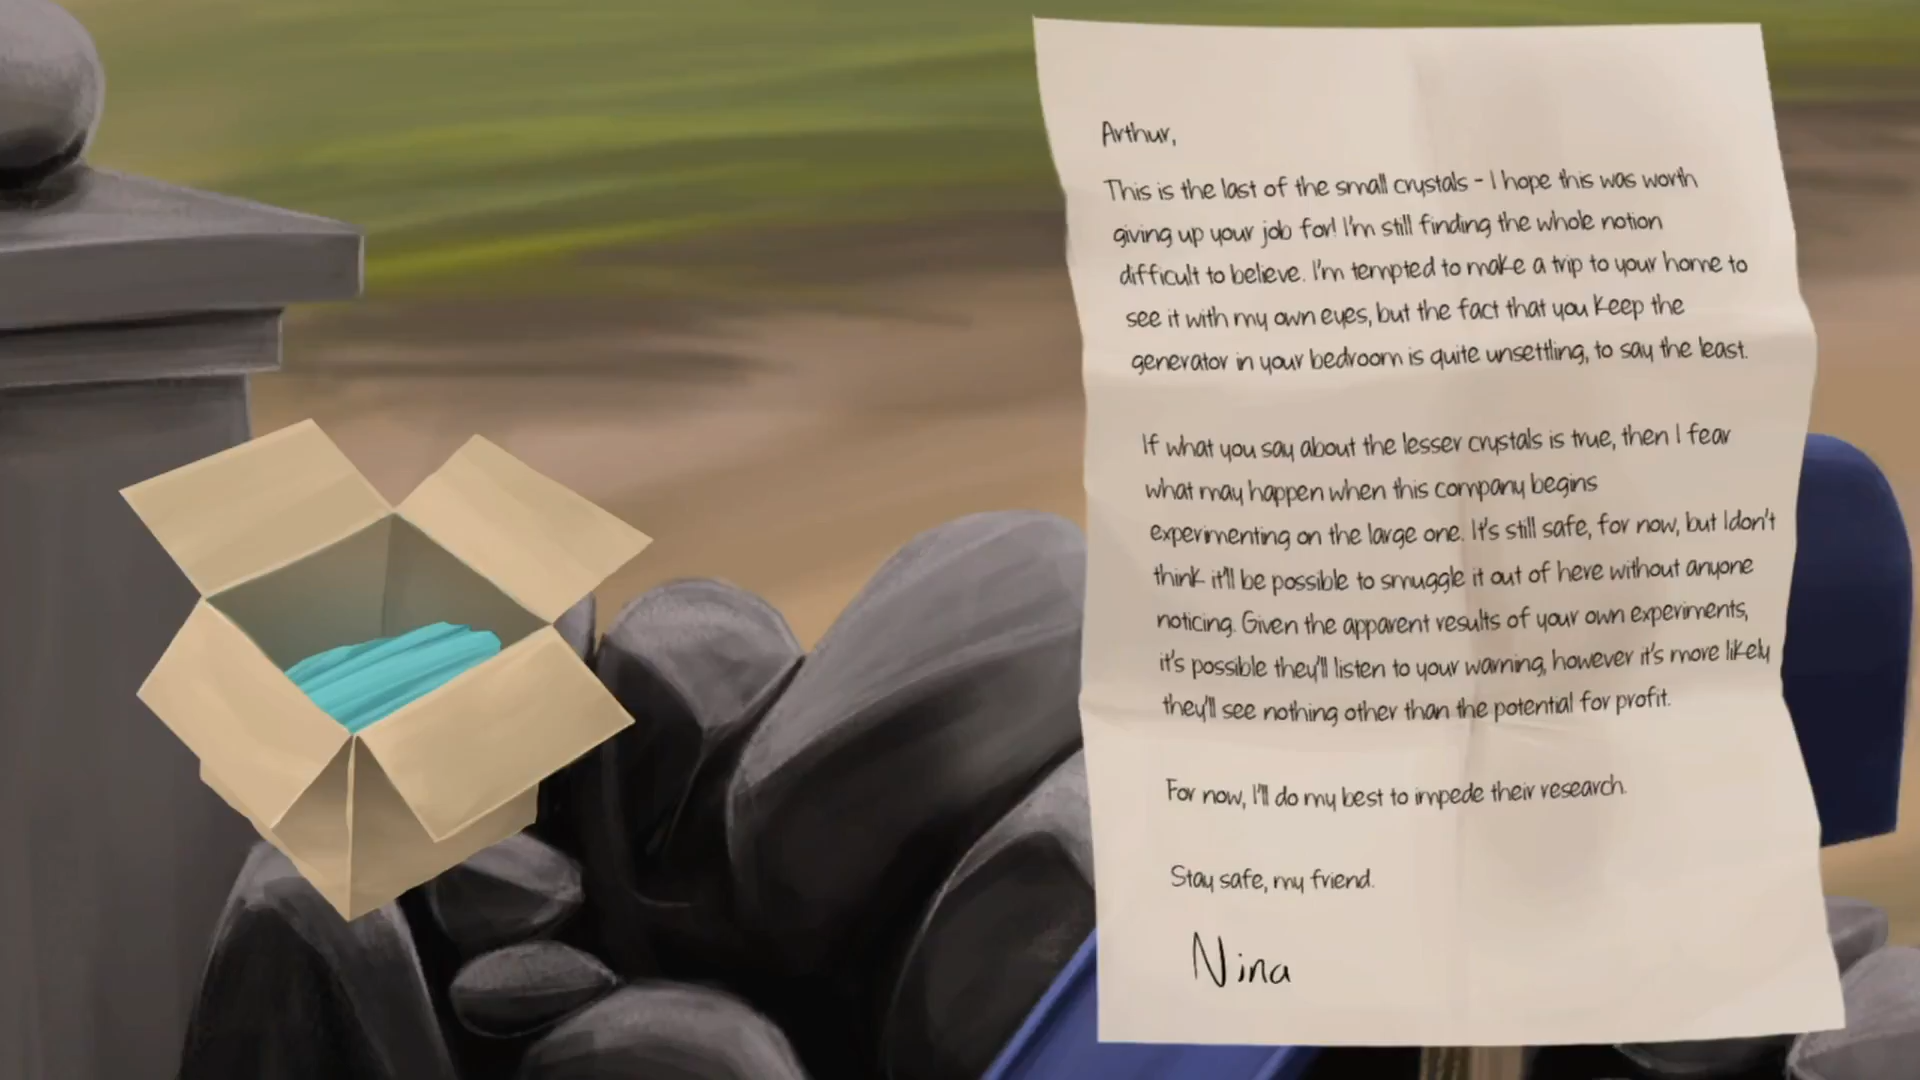 Arthur,
This is the last of the small crystals - I hope this was worth
giving up your job for! I'm still finding the whole notion
difficult to believe. I'm tempted to make a trip to your home to
see it with my own eyes, but the fact that you keep the
generator in your bedroom is quite unsettling, to say the least.
If what you say about the lesser crystals is true, then I fear
what may happen when this company begins
experimenting on the large one. It's still safe, for now, but I don't
think it'll be possible to smuggle it out of here without anyone
noticing. Given the apparent results of your own experiments,
it's possible they'll listen to your warning, however it's more likely
they'll see nothing other than the potential for profit.
For now, I'll do my best to impede their research.
Stay safe, my friend.
Nina